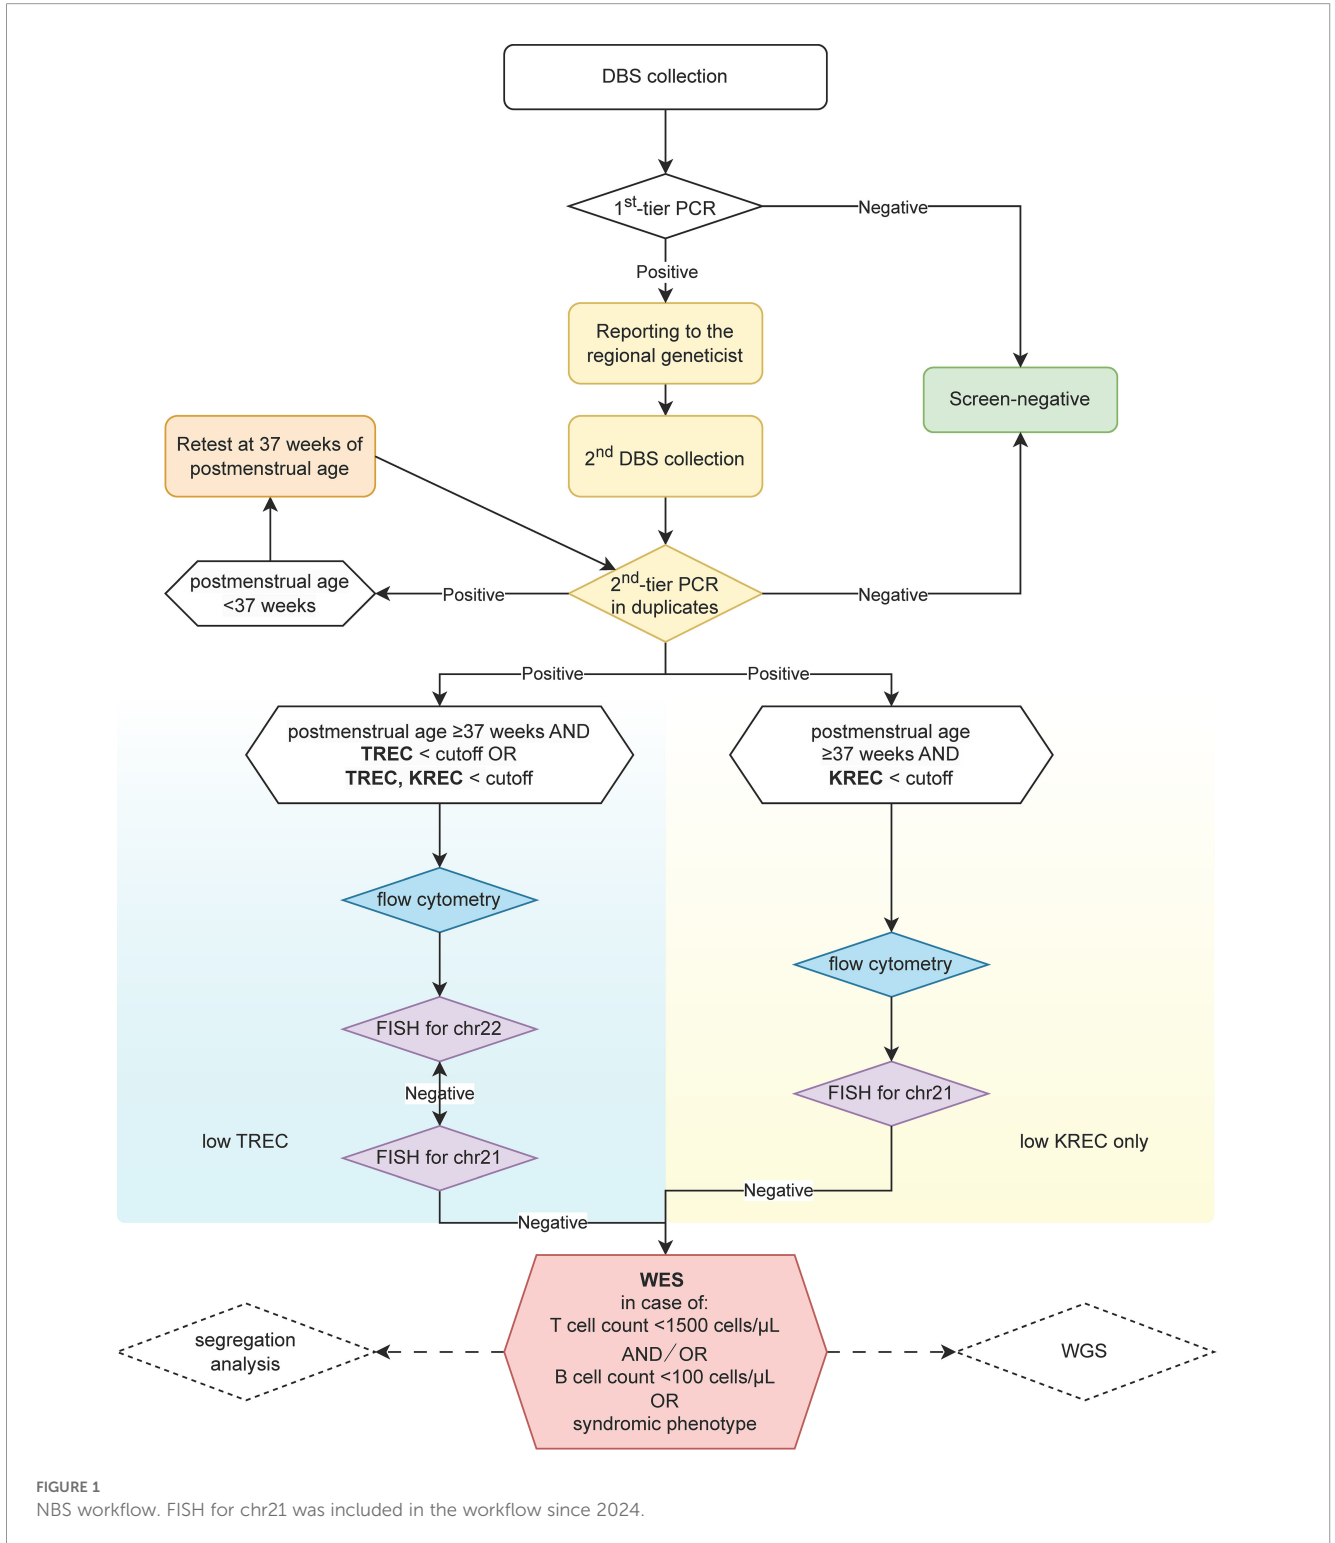 DBS collection
1st-tier PCR
Negative
Positive
Reporting to the
regional geneticist
Screen-negative
Retest at 37 weeks of
postmenstrual age
2nd DBS collection
postmenstrual age
<37 weeks
Positive
2nd-tier PCR
in duplicates
Negative
Positive
Positive
postmenstrual age ≥37 weeks AND
TREC < cutoff OR
TREC, KREC < cutoff
postmenstrual age
≥37 weeks AND
KREC < cutoff
flow cytometry
flow cytometry
FISH for chr22
Negative
FISH for chr21
FISH for chr21
low TREC
low KREC only
Negative
Negative
WES
in case of:
T cell count <1500 cells/µL
AND/OR
B cell count <100 cells/µL
OR
syndromic phenotype
segregation
analysis
WGS
FIGURE 1
NBS workflow. FISH for chr21 was included in the workflow since 2024.